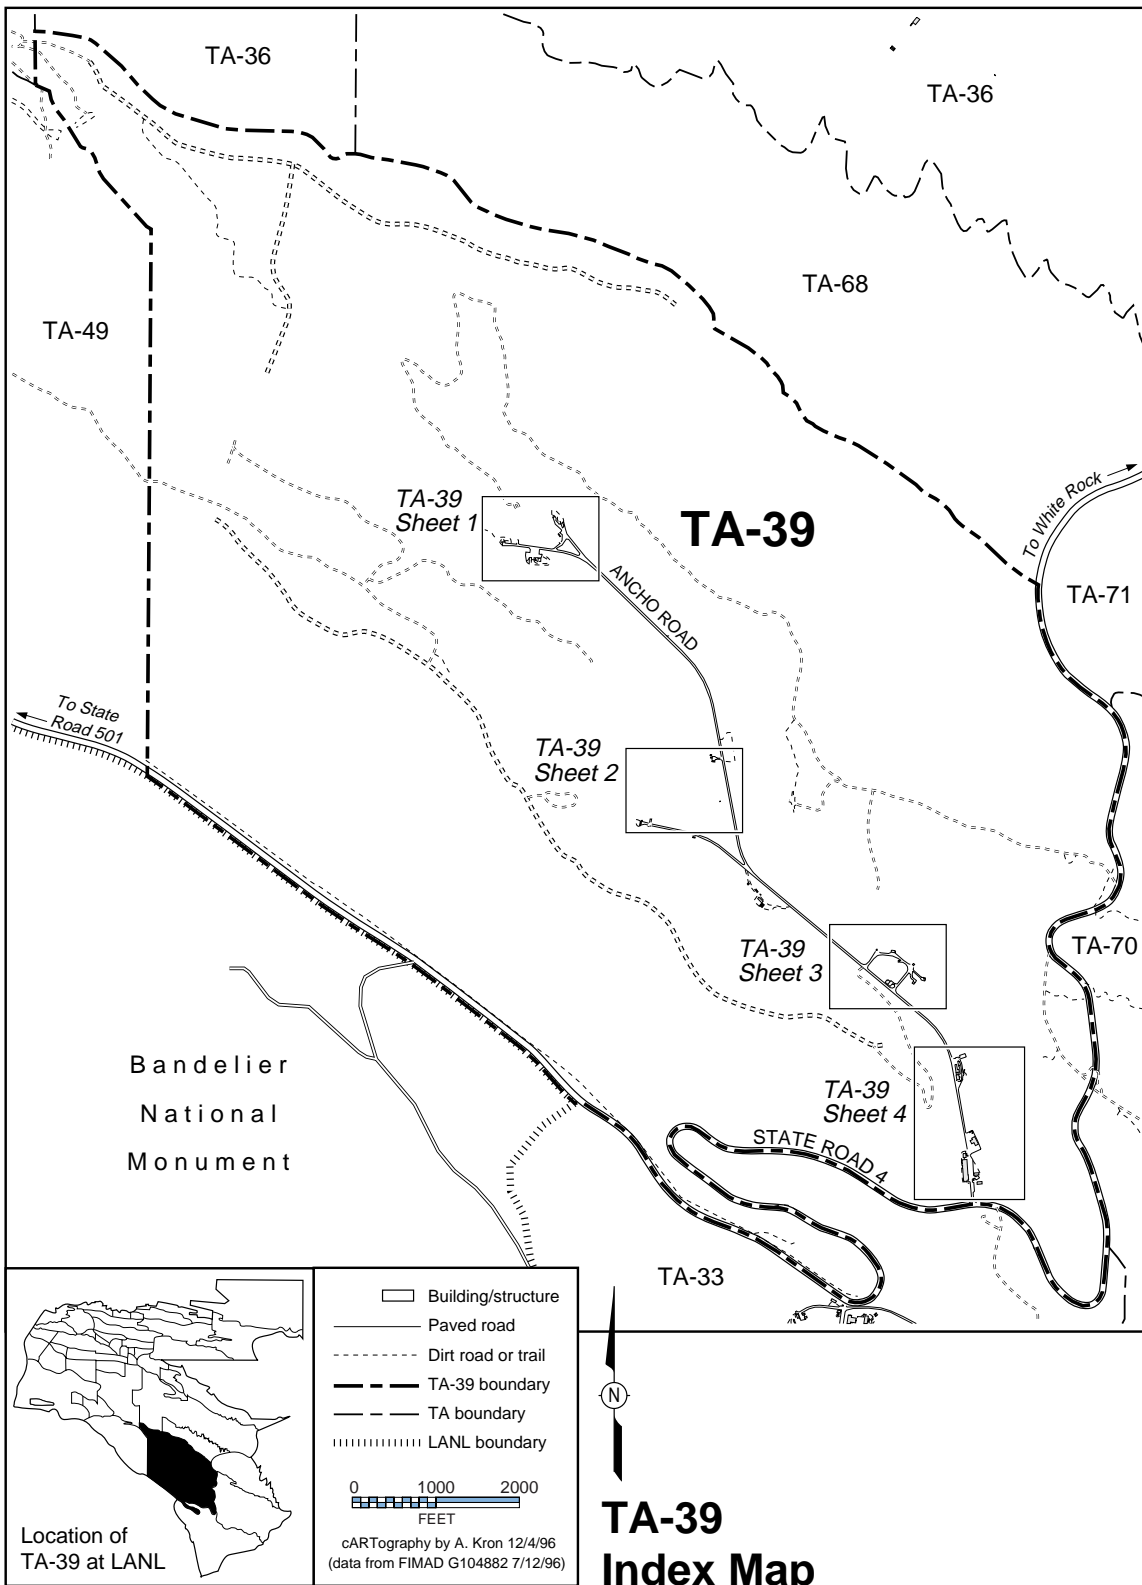 TA-36
TA-36
TA-68
TA-49
TA-39
Sheet 1
TA-39
To White Rock
ANCHO ROAD
TA-71
To State
Road 501
TA-39
Sheet 2
TA-39
Sheet 3
TA-70
Bandelier
National
Monument
TA-39
Sheet 4
STATE ROAD 4
TA-33
Building/structure
Paved road
Dirt road or trail
TA-39 boundary
TA boundary
LANL boundary
0 1000 2000
FEET
cARTography by A. Kron 12/4/96
(data from FIMAD G104882 7/12/96)
Location of
TA-39 at LANL
N
TA-39
Index Map